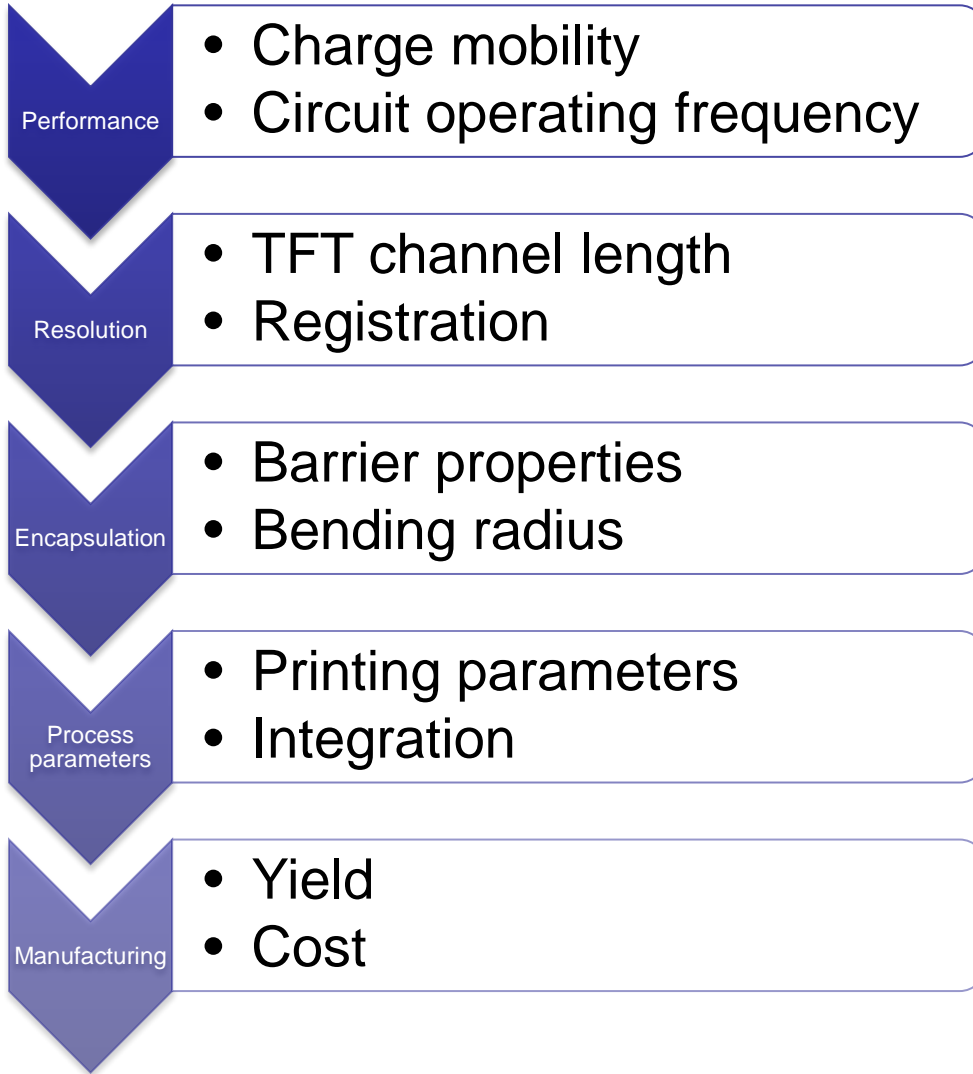 Performance
• Charge mobility
• Circuit operating frequency
Resolution
• TFT channel length
• Registration
Encapsulation
• Barrier properties
• Bending radius
Process
parameters
• Printing parameters
• Integration
Manufacturing
• Yield
• Cost